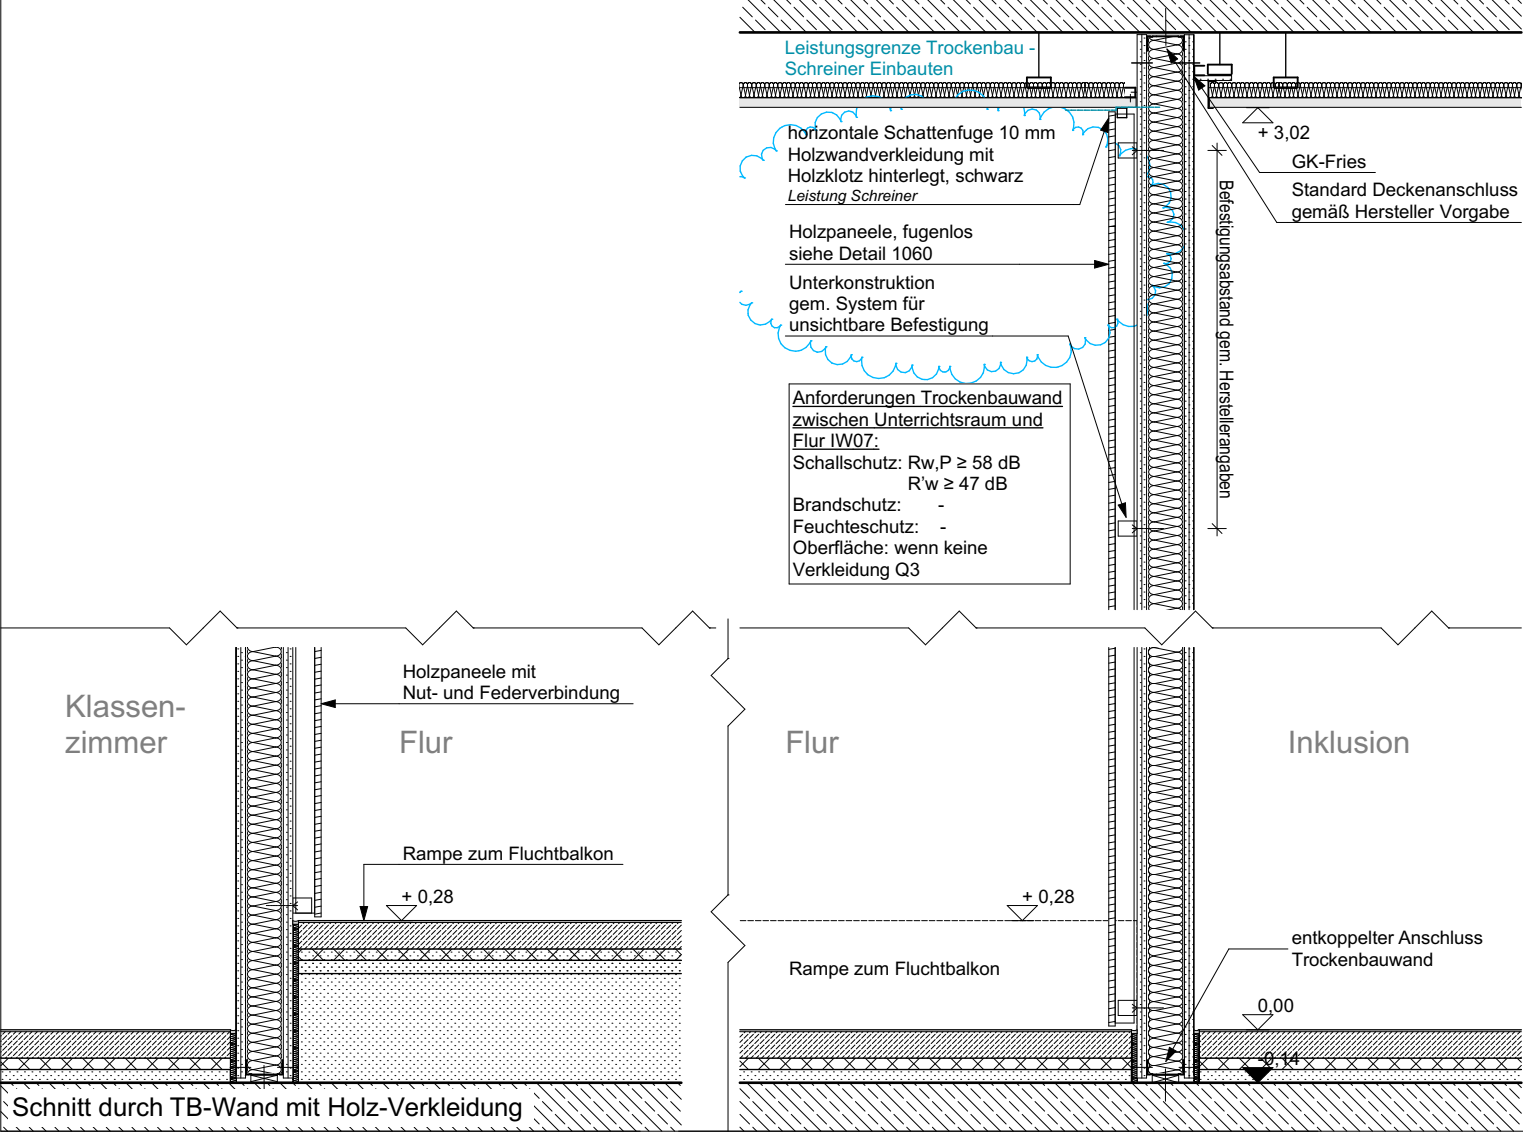 Leistungsgrenze Trockenbau -
Schreiner Einbauten
horizontale Schattenfuge 10 mm
Holzwandverkleidung mit
Holzklotz hinterlegt, schwarz
Leistung Schreiner
Holzpaneele, fugenlos
siehe Detail 1060
Unterkonstruktion
gem. System für
unsichtbare Befestigung
Anforderungen Trockenbauwand
zwischen Unterrichtsraum und
Flur IW07:
Schallschutz: Rw,P ≥ 58 dB
R'w ≥ 47 dB
Brandschutz: -
Feuchteschutz: -
Oberfläche: wenn keine
Verkleidung Q3
+ 3,02
GK-Fries
Standard Deckenanschluss
gemäß Hersteller Vorgabe
Befestigungsabstand gem. Herstellerangaben
Klassen-
zimmer
Holzpaneele mit
Nut- und Federverbindung
Flur
Rampe zum Fluchtbalkon
+ 0,28
Flur
Inklusion
+ 0,28
Rampe zum Fluchtbalkon
entkoppelter Anschluss
Trockenbauwand
0,00
-0,14
Schnitt durch TB-Wand mit Holz-Verkleidung